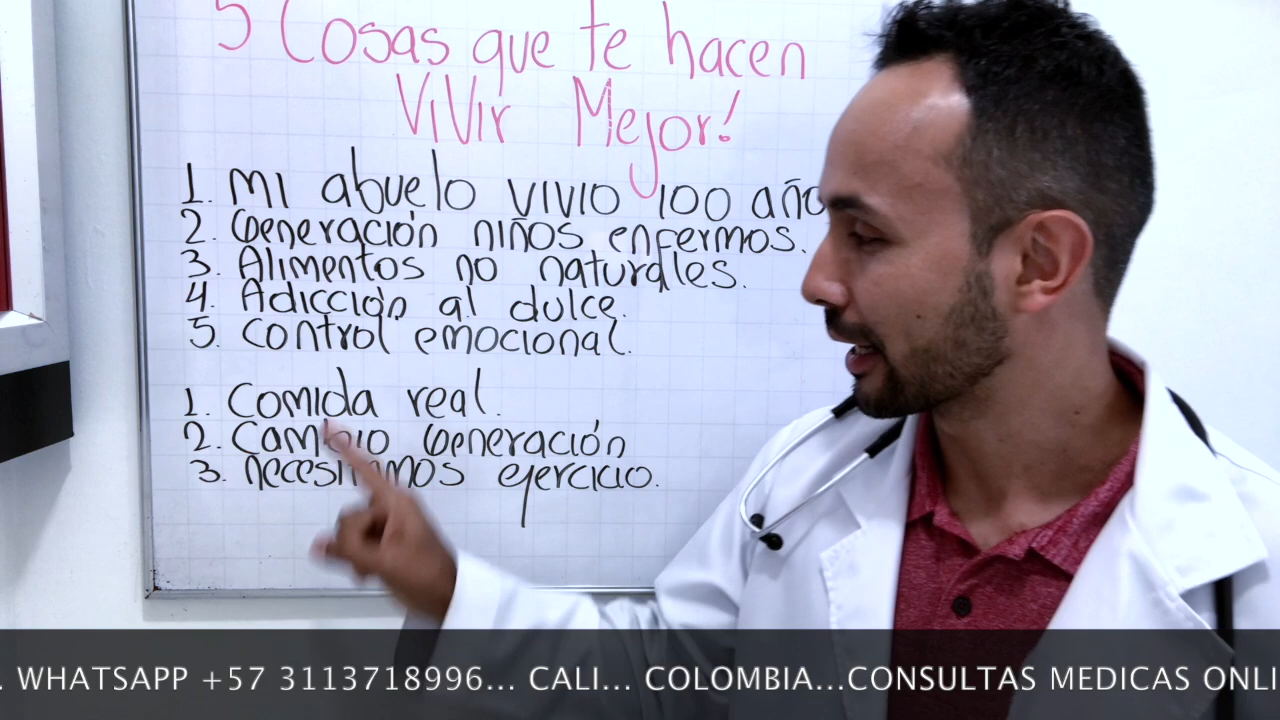 5 Cosas que te hacen
Vivir Mejor!
1. Mi abuelo vivio 100 año
2. Generación niños enfermos.
3. Alimentos no naturales.
4. Adicción al dulce.
5. Control emocional.
1. Comida real.
2. Cambio Generación
3. Necesitamos ejercicio.
. WHATSAPP +57 3113718996... CALI... COLOMBIA...CONSULTAS MEDICAS ONLI